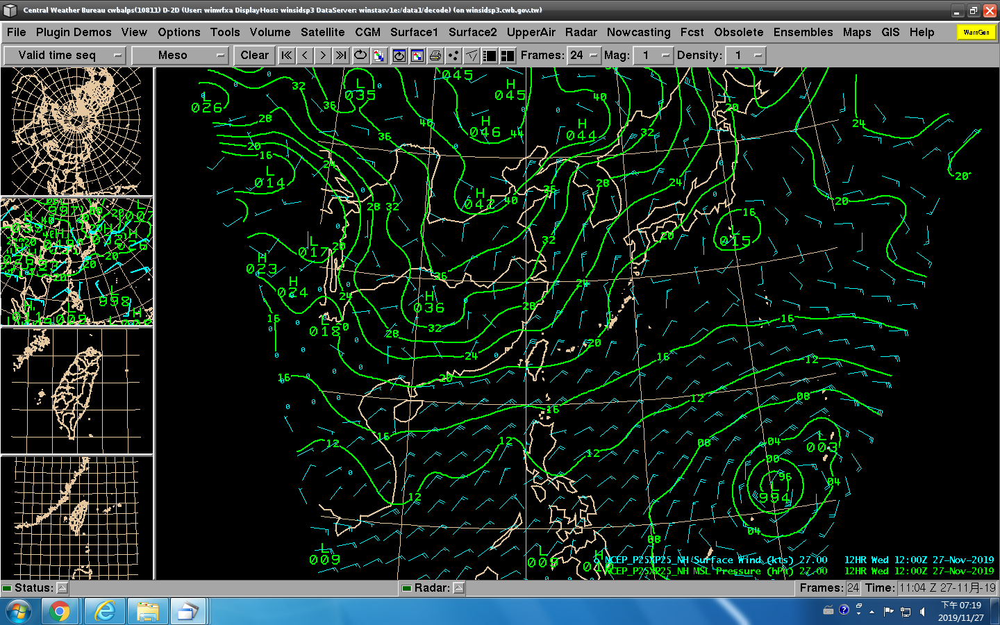 Central Weather Bureau cwbalps(10811) D-2D (User: winwfxa DisplayHost: winsidsp3 DataServer: winstasv1e:/data1/decode) (on winsidsp3.cwb.gov.tw)
File Plugin Demos View Options Tools Volume Satellite CGM Surface1 Surface2 UpperAir Radar Nowcasting Fcst Obsolete Ensembles Maps GIS Help WarnGen
Valid time seq Meso Clear Frames: 24 Mag: 1 Density: 1
045
L 035
H 045
L 026
32
36
40
28
40
H 046
44
H 044
20
32
24
36
20
16
24
L 014
H 042
40
36
28
24
20
20
28
32
16
L 015
L 017
20
32
20
H 023
36
24
H 024
24
H 036
28
16
L 018
20
28
32
16
20
24
16
12
16
20
12
08
16
16
12
12
12
08
04
L 003
00
96
L 994
04
12
04
08
L 009
L 009
H
NCEP_P25XP25_NH Surface Wind (kts) 27.00 12HR Wed 12:00Z 27-Nov-2019
NCEP_P25XP25_NH MSL Pressure (hPa) 27.00 12HR Wed 12:00Z 27-Nov-2019
Status: Radar: Frames: 24 Time: 11:04 Z 27-11月-19
下午 07:19
2019/11/27